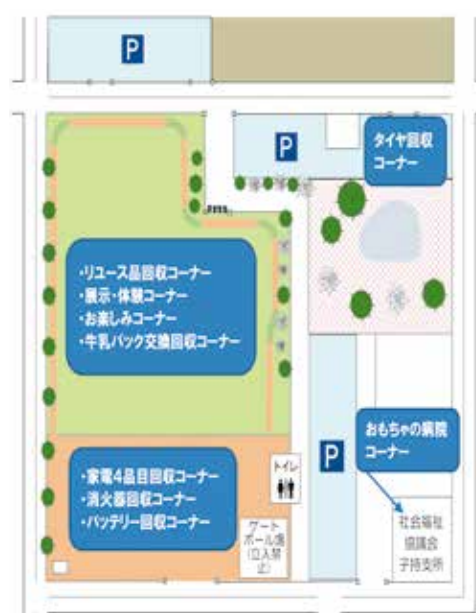 P
P
タイヤ回収
コーナー
・リユース品回収コーナー
・展示・体験コーナー
・お楽しみコーナー
・牛乳パック交換回収コーナー
おもちゃの病院
コーナー
P
トイレ
・家電4品目回収コーナー
・消火器回収コーナー
・バッテリー回収コーナー
ゲート
ボール場
(立入禁
止)
社会福祉
協議会
子持支所